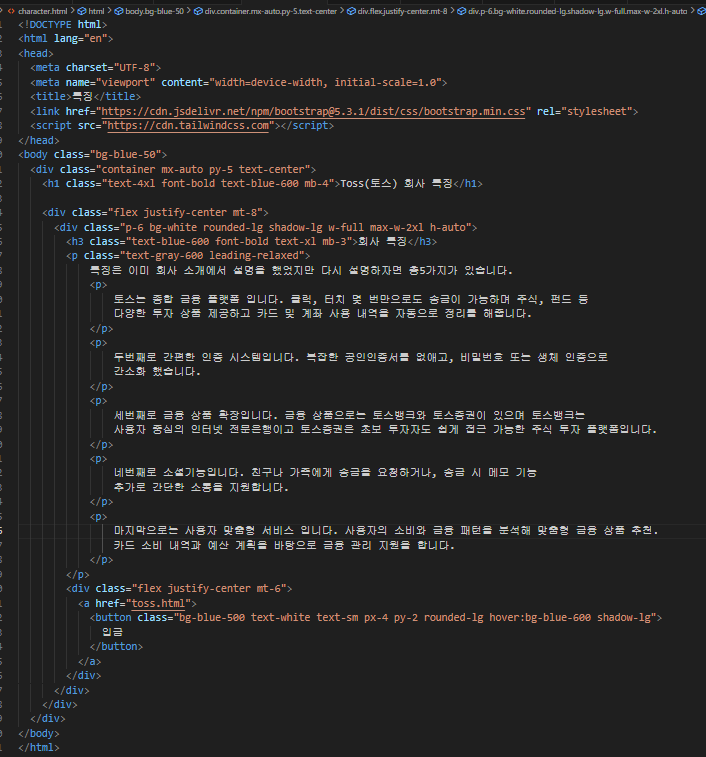 character.html > html > body.bg-blue-50 > div.container.mx-auto.py-5.text-center > div.flex.justify-center.mt-8 > div.p-6.bg-white.rounded-lg.shadow-lg.w-full.max-w-2xl.h-auto >
<!DOCTYPE html>
<html lang="en">
<head>
<meta charset="UTF-8">
<meta name="viewport" content="width=device-width, initial-scale=1.0">
<title>특징</title>
<link href="https://cdn.jsdelivr.net/npm/bootstrap@5.3.1/dist/css/bootstrap.min.css" rel="stylesheet">
<script src="https://cdn.tailwindcss.com"></script>
</head>
<body class="bg-blue-50">
<div class="container mx-auto py-5 text-center">
<h1 class="text-4xl font-bold text-blue-600 mb-4">Toss(토스) 회사 특징</h1>
<div class="flex justify-center mt-8">
<div class="p-6 bg-white rounded-lg shadow-lg w-full max-w-2xl h-auto">
<h3 class="text-blue-600 font-bold text-xl mb-3">회사 특징</h3>
<p class="text-gray-600 leading-relaxed">
특징은 이미 회사 소개에서 설명을 했었지만 다시 설명하자면 총5가지가 있습니다.
<p>
토스는 종합 금융 플랫폼 입니다. 클릭, 터치 몇 번만으로도 송금이 가능하며 주식, 펀드 등
다양한 투자 상품 제공하고 카드 및 계좌 사용 내역을 자동으로 정리를 해줍니다.
</p>
<p>
두번째로 간편한 인증 시스템입니다. 복잡한 공인인증서를 없애고, 비밀번호 또는 생체 인증으로
간소화 했습니다.
</p>
<p>
세번째로 금융 상품 확장입니다. 금융 상품으로는 토스뱅크와 토스증권이 있으며 토스뱅크는
사용자 중심의 인터넷 전문은행이고 토스증권은 초보 투자자도 쉽게 접근 가능한 주식 투자 플랫폼입니다.
</p>
<p>
네번째로 소셜기능입니다. 친구나 가족에게 송금을 요청하거나, 송금 시 메모 기능
추가로 간단한 소통을 지원합니다.
</p>
<p>
마지막으로는 사용자 맞춤형 서비스 입니다. 사용자의 소비와 금융 패턴을 분석해 맞춤형 금융 상품 추천.
카드 소비 내역과 예산 계획을 바탕으로 금융 관리 지원을 합니다.
</p>
</p>
<div class="flex justify-center mt-6">
<a href="toss.html">
<button class="bg-blue-500 text-white text-sm px-4 py-2 rounded-lg hover:bg-blue-600 shadow-lg">
입금
</button>
</a>
</div>
</div>
</div>
</div>
</body>
</html>